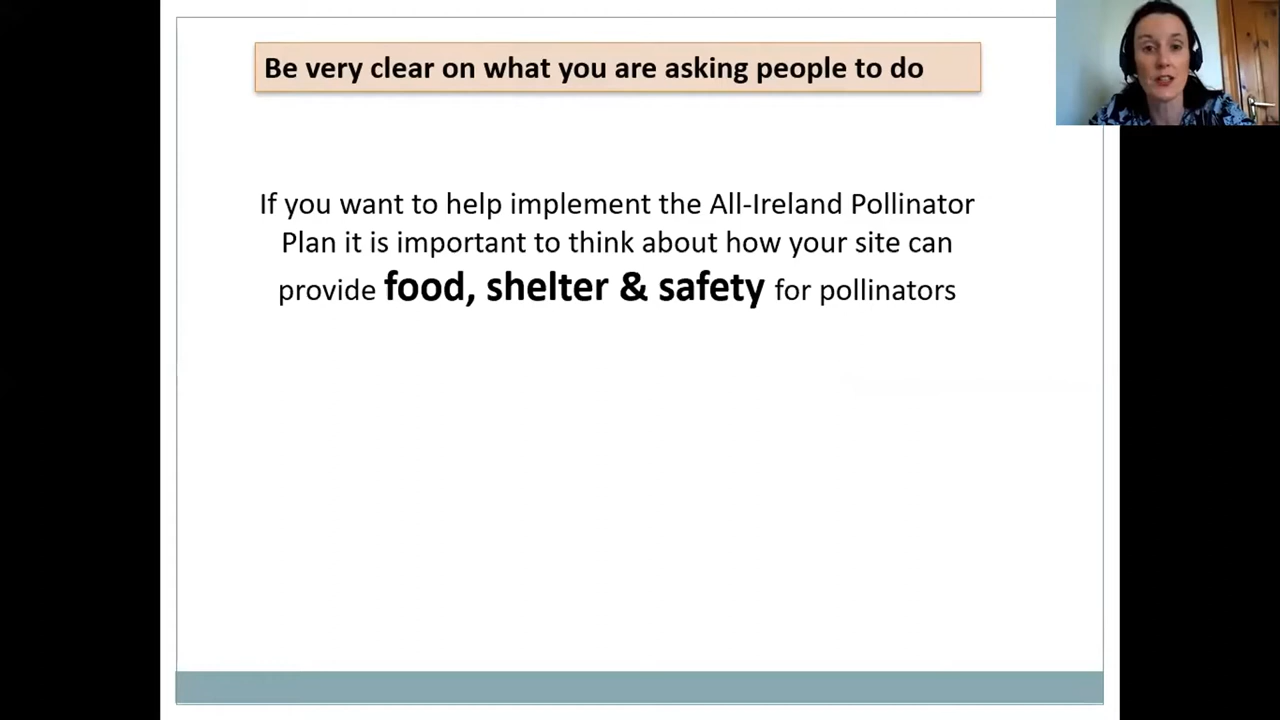 Be very clear on what you are asking people to do
If you want to help implement the All-Ireland Pollinator
Plan it is important to think about how your site can
provide food, shelter & safety for pollinators